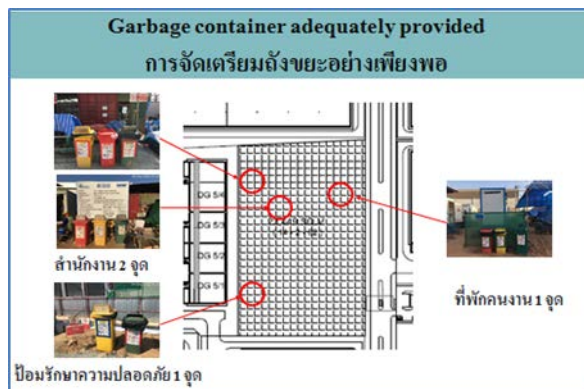 Garbage container adequately provided
การจัดเตรียมถังขยะอย่างเพียงพอ
DG 5/4
DG 5/3
DG 5/2
DG 5/1
สำนักงาน 2 จุด
ที่พักคนงาน 1 จุด
ป้อมรักษาความปลอดภัย 1 จุด